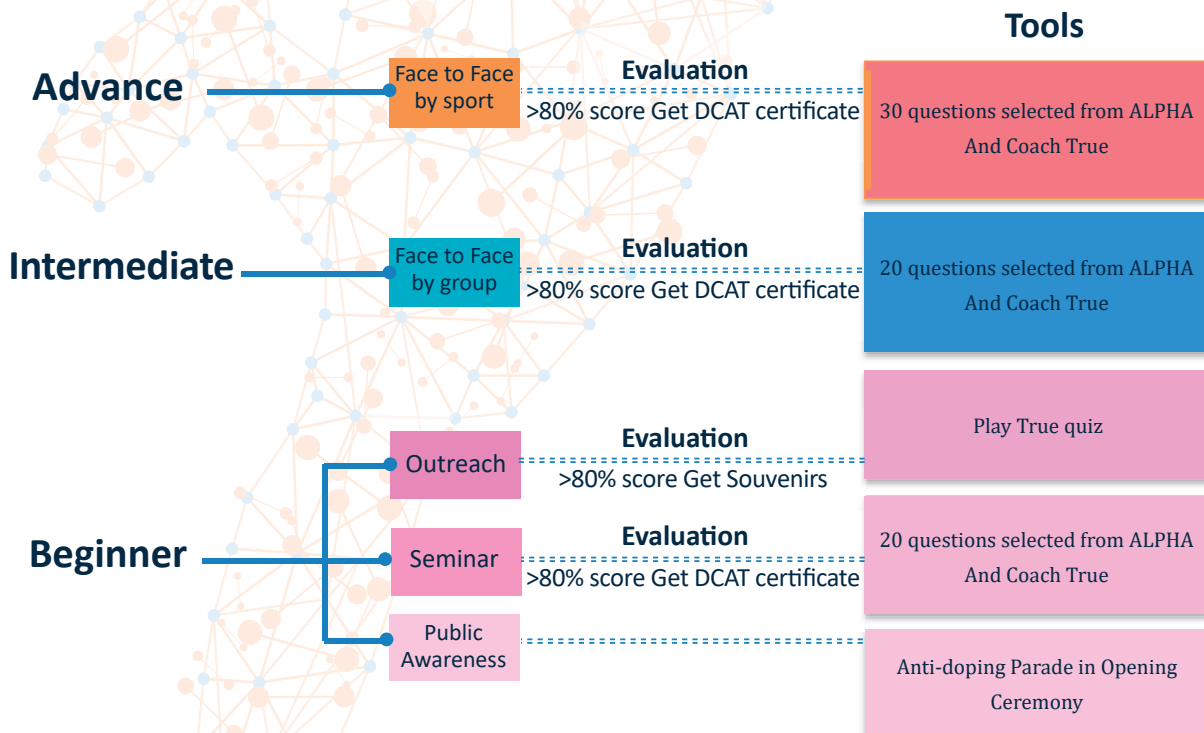 Tools
Advance
Face to Face
by sport
Evaluation
>80% score Get DCAT certificate
30 questions selected from ALPHA
And Coach True
Intermediate
Face to Face
by group
Evaluation
>80% score Get DCAT certificate
20 questions selected from ALPHA
And Coach True
Beginner
Outreach
Evaluation
>80% score Get Souvenirs
Play True quiz
Seminar
Evaluation
>80% score Get DCAT certificate
20 questions selected from ALPHA
And Coach True
Public
Awareness
Anti-doping Parade in Opening
Ceremony